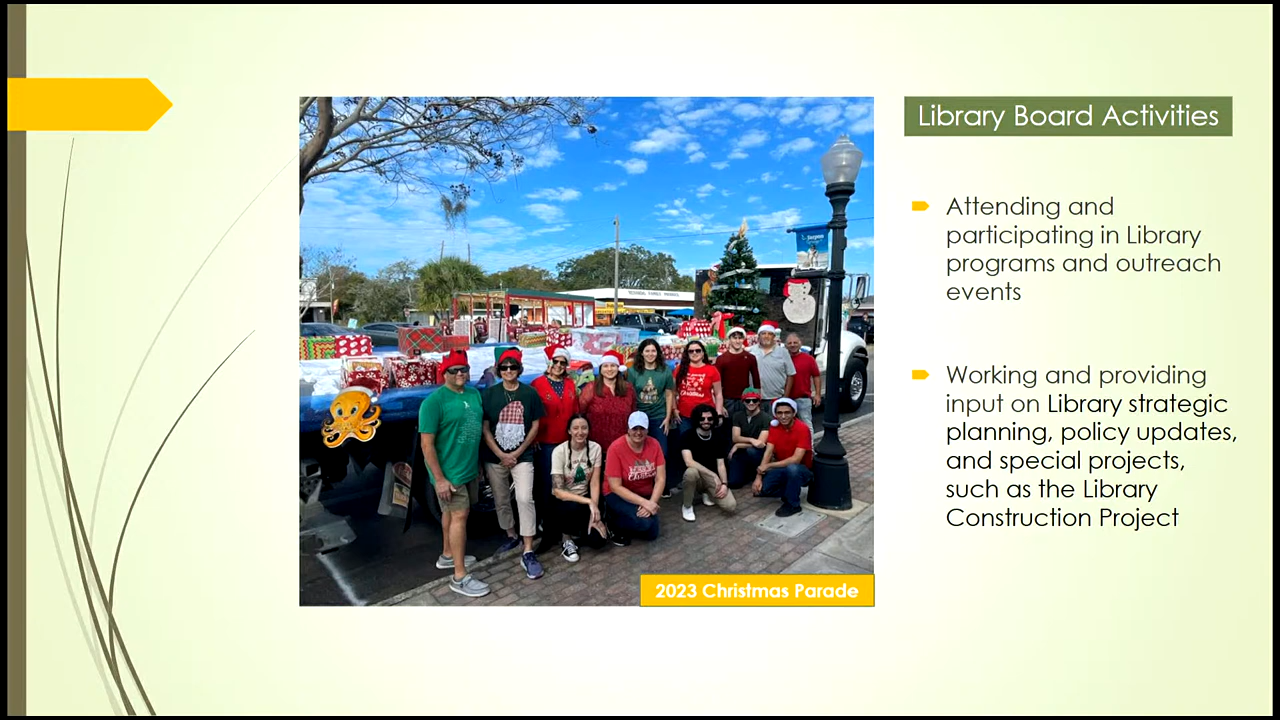 Library Board Activities
Attending and
participating in Library
programs and outreach
events
Working and providing
input on Library strategic
planning, policy updates,
and special projects,
such as the Library
Construction Project
2023 Christmas Parade